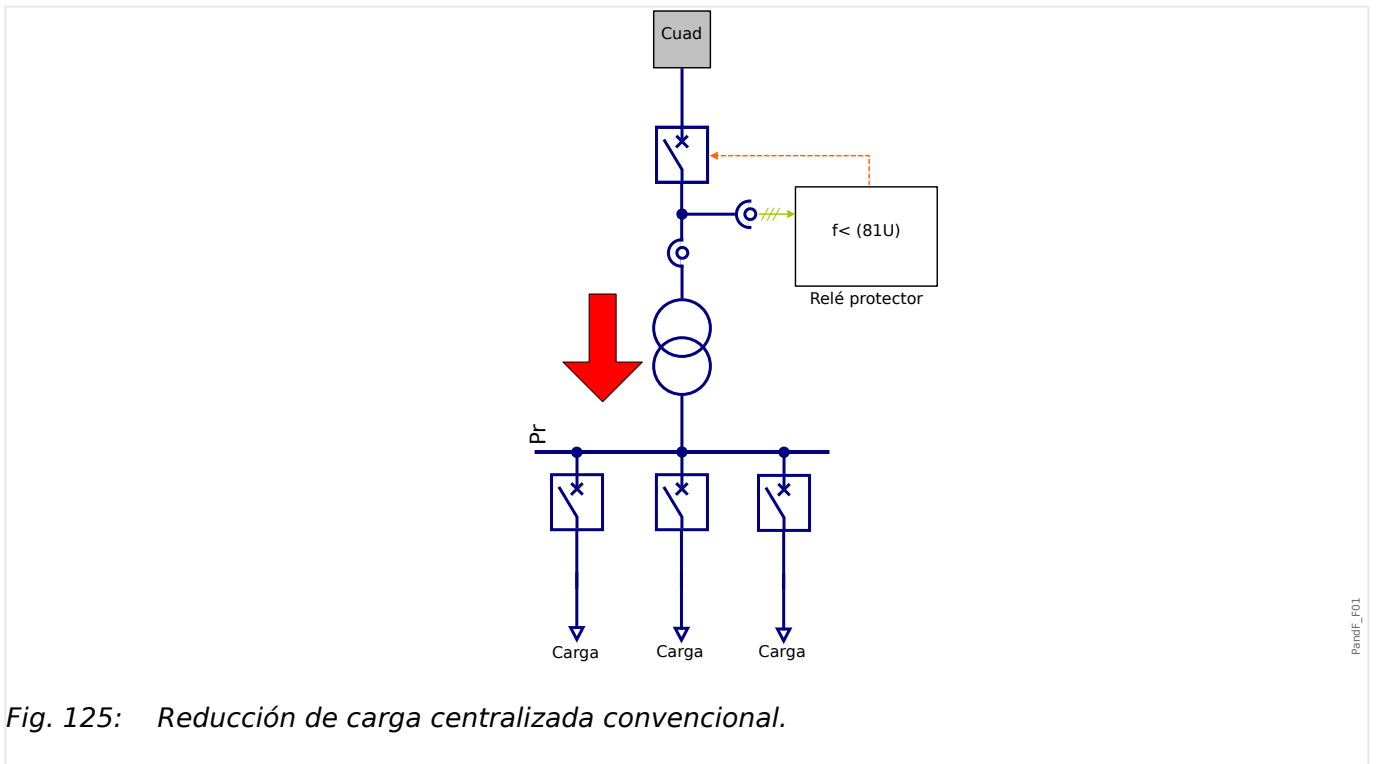 Cuad
f< (81U)
Relé protector
Pr
Carga
Carga
Carga
PandF_F01
Fig. 125: Reducción de carga centralizada convencional.